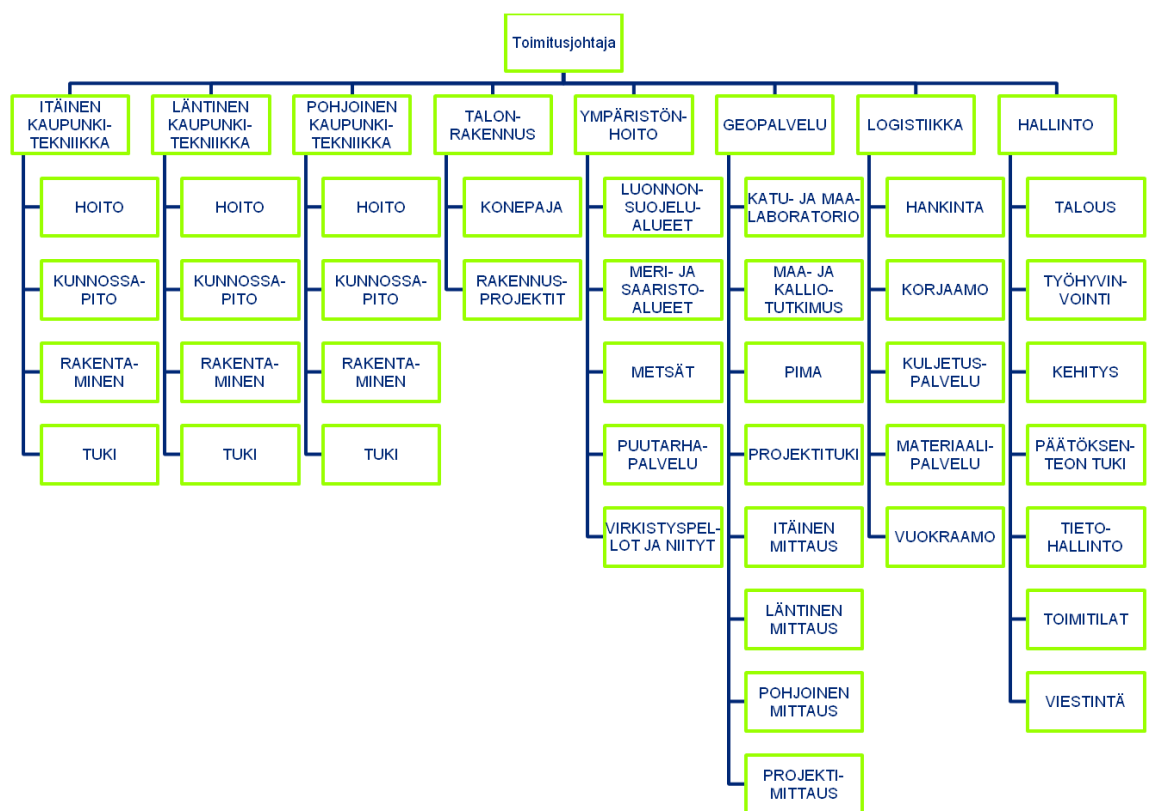 Toimitusjohtaja
ITÄINEN
KAUPUNKI-
TEKNIIKKA
HOITO
KUNNOSSA-
PITO
RAKENTA-
MINEN
TUKI
LÄNTINEN
KAUPUNKI-
TEKNIIKKA
HOITO
KUNNOSSA-
PITO
RAKENTA-
MINEN
TUKI
POHJOINEN
KAUPUNKI-
TEKNIIKKA
HOITO
KUNNOSSA-
PITO
RAKENTA-
MINEN
TUKI
TALON-
RAKENNUS
KONEPAJA
RAKENNUS-
PROJEKTIT
YMPÄRISTÖN-
HOITO
LUONNON-
SUOJELU-
ALUEET
MERI- JA
SAARISTO-
ALUEET
METSÄT
PUUTARHA-
PALVELU
VIRKISTYSPEL-
LOT JA NIITYT
GEOPALVELU
KATU- JA MAA-
LABORATORIO
MAA- JA
KALLIO-
TUTKIMUS
PIMA
PROJEKTITUKI
ITÄINEN
MITTAUS
LÄNTINEN
MITTAUS
POHJOINEN
MITTAUS
PROJEKTI-
MITTAUS
LOGISTIIKKA
HANKINTA
KORJAAMO
KULJETUS-
PALVELU
MATERIAALI-
PALVELU
VUOKRAAMO
HALLINTO
TALOUS
TYÖHYVIN-
VOINTI
KEHITYS
PÄÄTÖKSEN-
TEON TUKI
TIETO-
HALLINTO
TOIMITILAT
VIESTINTÄ